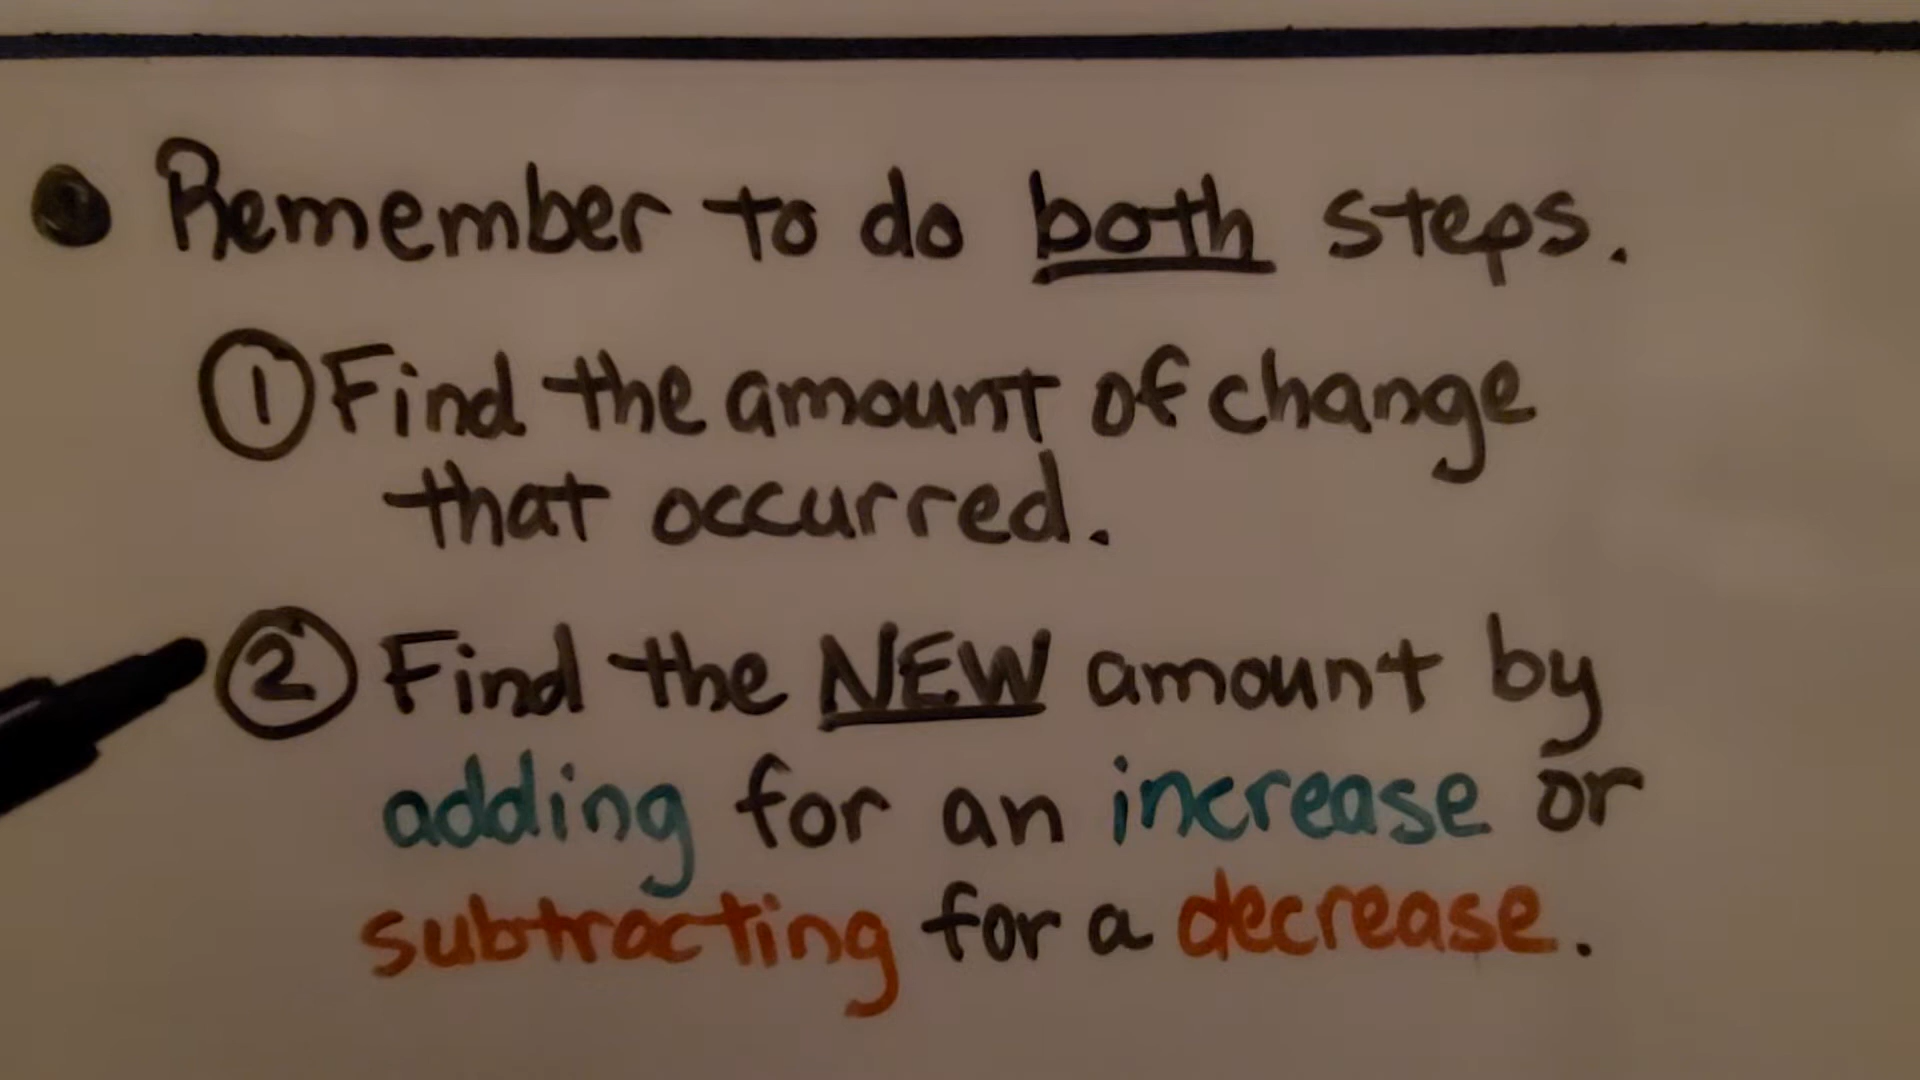 Remember to do both steps.
① Find the amount of change
that occurred.
② Find the NEW amount by
adding for an increase or
subtracting for a decrease.